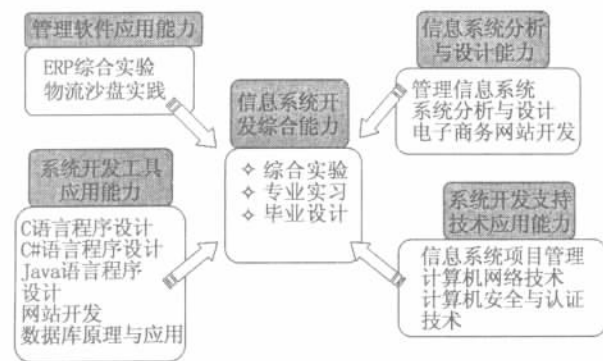 管理软件应用能力
ERP综合实验
物流沙盘实践
信息系统分析
与设计能力
管理信息系统
系统分析与设计
电子商务网站开发
信息系统开
发综合能力
综合实验
专业实习
毕业设计
系统开发工具
应用能力
C语言程序设计
C#语言程序设计
Java语言程序
设计
网站开发
数据库原理与应用
系统开发支持
技术应用能力
信息系统项目管理
计算机网络技术
计算机安全与认证
技术